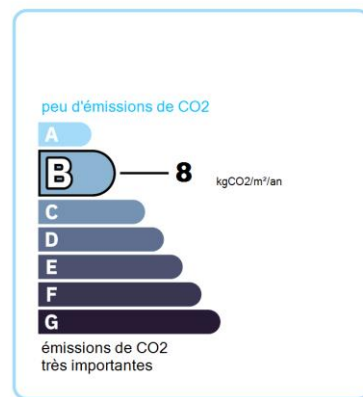 peu d'émissions de CO2
A
B 8 kgCO2/m²/an
C
D
E
F
G
émissions de CO2
très importantes